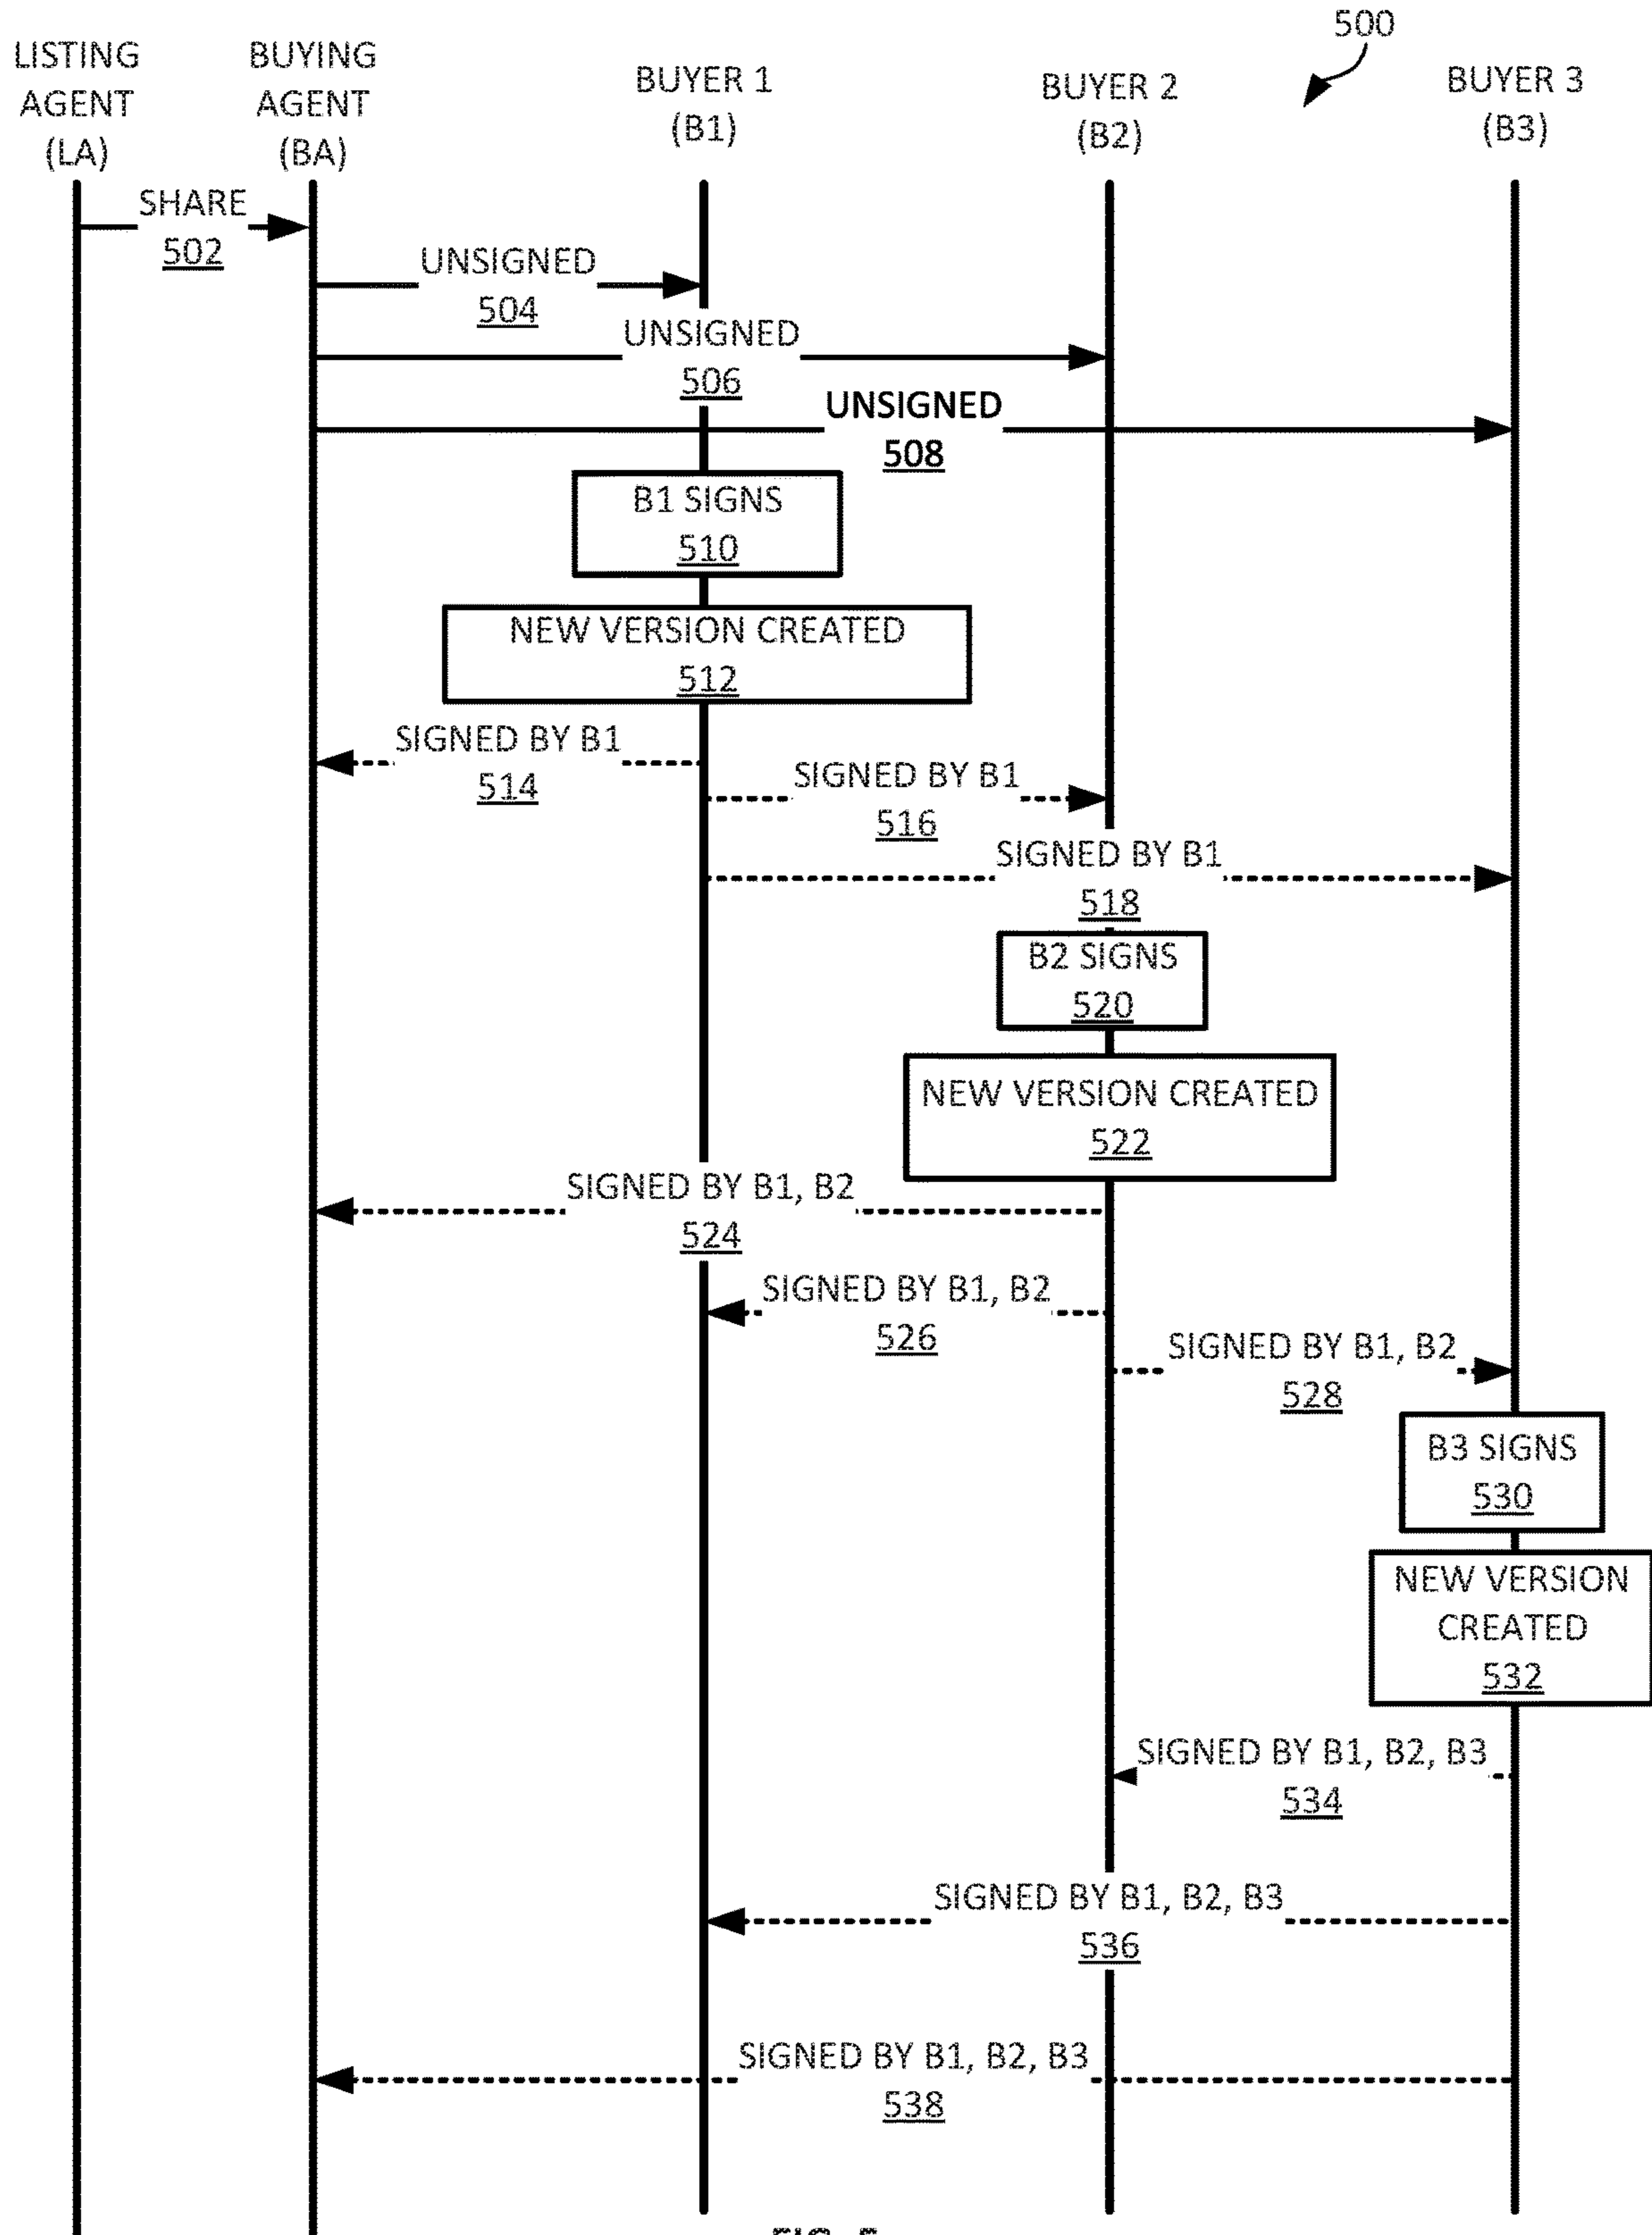 500
LISTING
AGENT
(LA)
BUYING
AGENT
(BA)
BUYER 1
(B1)
BUYER 2
(B2)
BUYER 3
(B3)
SHARE
502
UNSIGNED
504
UNSIGNED
506
UNSIGNED
508
B1 SIGNS
510
NEW VERSION CREATED
512
SIGNED BY B1
514
SIGNED BY B1
516
SIGNED BY B1
518
B2 SIGNS
520
NEW VERSION CREATED
522
SIGNED BY B1, B2
524
SIGNED BY B1, B2
526
SIGNED BY B1, B2
528
B3 SIGNS
530
NEW VERSION
CREATED
532
SIGNED BY B1, B2, B3
534
SIGNED BY B1, B2, B3
536
SIGNED BY B1, B2, B3
538